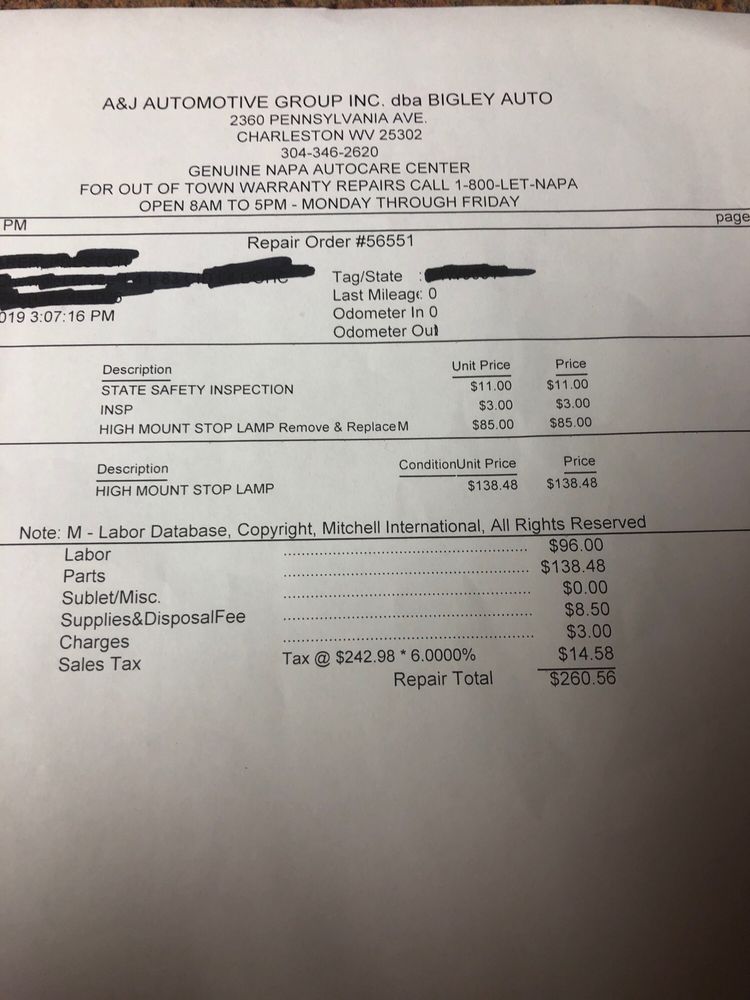 A&J AUTOMOTIVE GROUP INC. dba BIGLEY AUTO
2360 PENNSYLVANIA AVE.
CHARLESTON WV 25302
304-346-2620
GENUINE NAPA AUTOCARE CENTER
FOR OUT OF TOWN WARRANTY REPAIRS CALL 1-800-LET-NAPA
OPEN 8AM TO 5PM - MONDAY THROUGH FRIDAY
PM page
Repair Order #56551
Tag/State :
Last Mileage: 0
019 3:07:16 PM Odometer In 0
Odometer Out
Description Unit Price Price
STATE SAFETY INSPECTION $11.00 $11.00
INSP $3.00 $3.00
HIGH MOUNT STOP LAMP Remove & Replace M $85.00 $85.00
Description Condition Unit Price Price
HIGH MOUNT STOP LAMP $138.48 $138.48
Note: M - Labor Database, Copyright, Mitchell International, All Rights Reserved
Labor ........................ $96.00
Parts ........................ $138.48
Sublet/Misc. ........................ $0.00
Supplies&DisposalFee ........................ $8.50
Charges ........................ $3.00
Sales Tax Tax @ $242.98 * 6.0000% $14.58
Repair Total $260.56